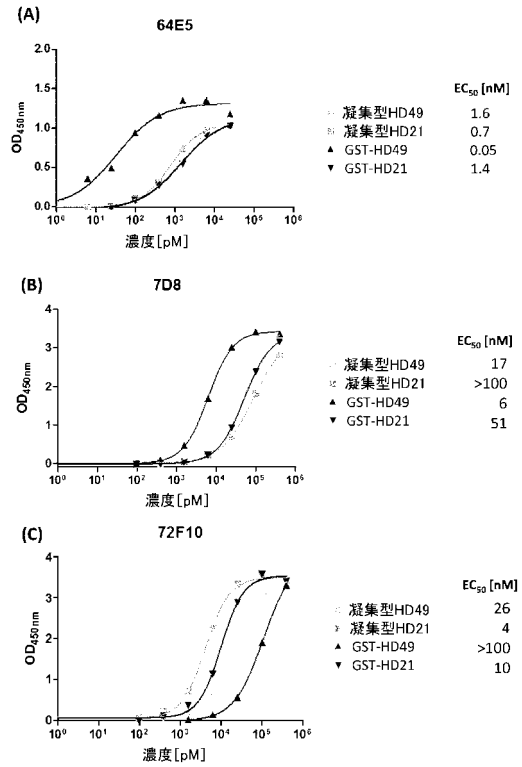 (A)
64E5
OD450nm
2.0
1.5
1.0
0.5
0.0
10⁰ 10¹ 10² 10³ 10⁴ 10⁵ 10⁶
濃度[pM]
EC50 [nM]
凝集型HD49 1.6
凝集型HD21 0.7
GST-HD49 0.05
GST-HD21 1.4
(B)
7D8
OD450nm
4
3
2
1
0
10⁰ 10¹ 10² 10³ 10⁴ 10⁵ 10⁶
濃度[pM]
EC50 [nM]
凝集型HD49 17
凝集型HD21 >100
GST-HD49 6
GST-HD21 51
(C)
72F10
OD450nm
4
3
2
1
0
10⁰ 10¹ 10² 10³ 10⁴ 10⁵ 10⁶
濃度[pM]
EC50 [nM]
凝集型HD49 26
凝集型HD21 4
GST-HD49 >100
GST-HD21 10